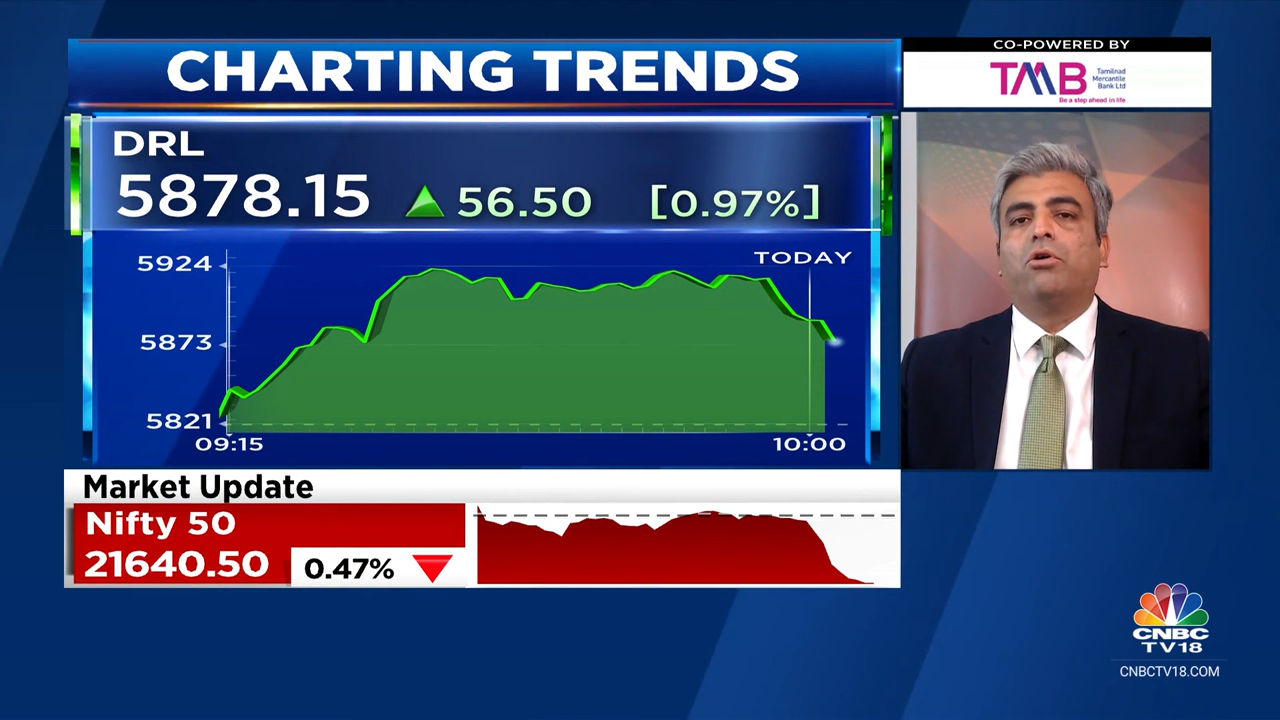 CHARTING TRENDS
CO-POWERED BY
TMB
Tamilnad
Mercantile
Bank Ltd
Be a step ahead in life
DRL
5878.15 ▲ 56.50 [0.97%]
TODAY
5924
5873
5821
09:15 10:00
Market Update
Nifty 50
21640.50 0.47% ▼
CNBC
TV18
CNBCTV18.COM